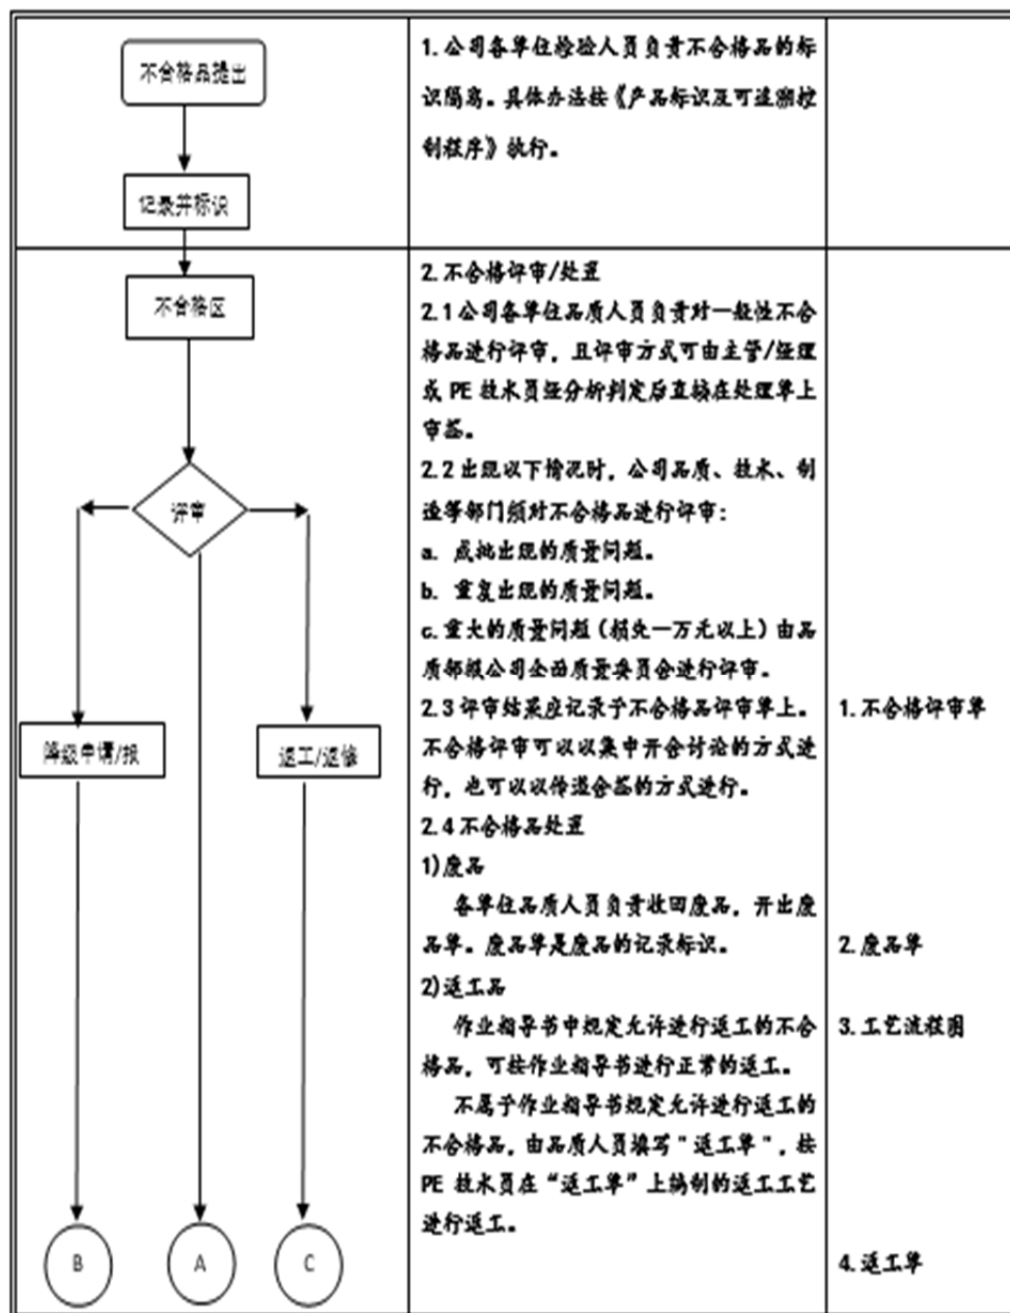 不合格品提出
记录并标识
1.公司各单位检验人员负责不合格品的标
识隔离。具体办法按《产品标识及可追溯控
制程序》执行。
不合格区
评审
降级申请/报
返工/返修
B
A
C
2.不合格评审/处置
2.1公司各单位品质人员负责对一般性不合
格品进行评审，且评审方式可由主管/经理
或 PE 技术员经分析判定后直接在处理单上
审签。
2.2出现以下情况时，公司品质、技术、制
造等部门须对不合格品进行评审：
a. 成批出现的质量问题。
b. 重复出现的质量问题。
c.重大的质量问题（损失一万元以上）由品
质部报公司全面质量委员会进行评审。
2.3评审结果应记录于不合格品评审单上。
不合格评审可以以集中开会讨论的方式进
行，也可以以传递会签的方式进行。
2.4不合格品处置
1)废品
各单位品质人员负责收回废品，开出废
品单。废品单是废品的记录标识。
2)返工品
作业指导书中规定允许进行返工的不合
格品，可按作业指导书进行正常的返工。
不属于作业指导书规定允许进行返工的
不合格品，由品质人员填写"返工单"，按
PE 技术员在“返工单”上编制的返工工艺
进行返工。
1.不合格评审单
2.废品单
3.工艺流程图
4.返工单